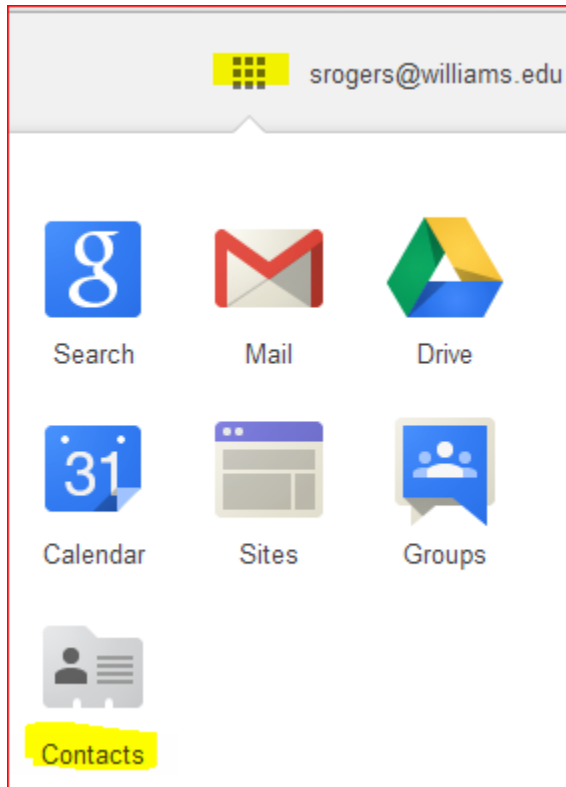 srogers@williams.edu
g
Search Mail Drive
31
Calendar Sites Groups
Contacts